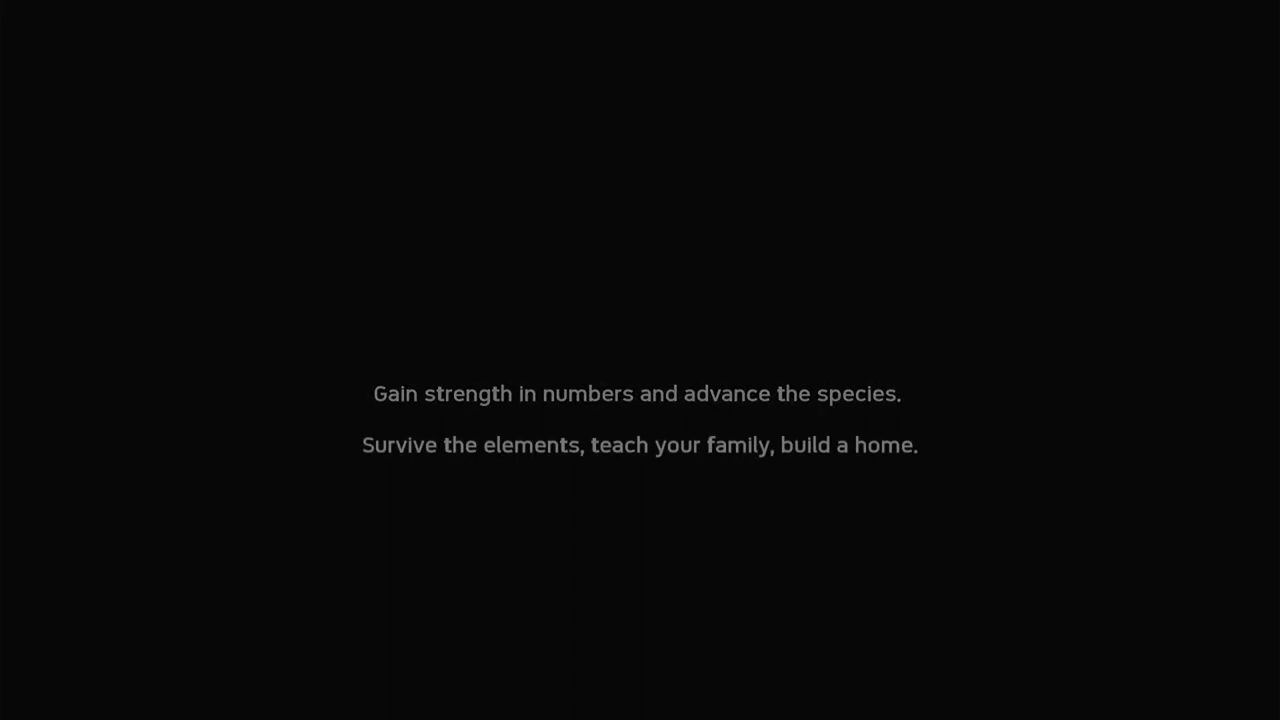 Gain strength in numbers and advance the species.
Survive the elements, teach your family, build a home.